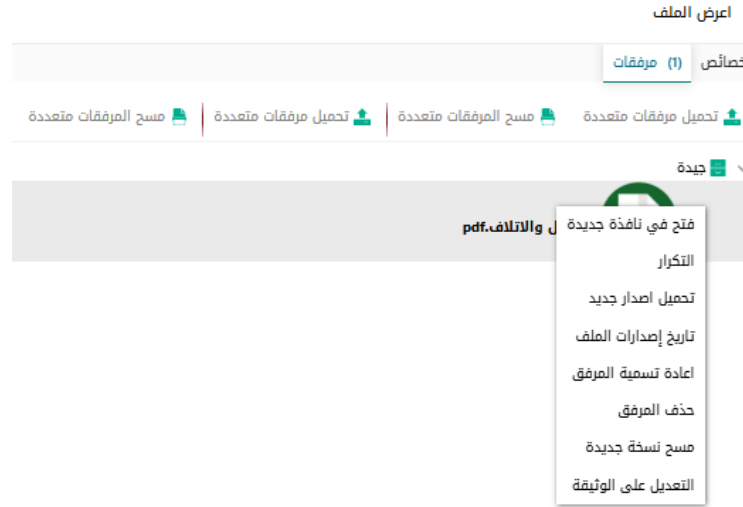 اعرض الملف
خصائص (1) مرفقات
تحميل مرفقات متعددة مسح المرفقات متعددة تحميل مرفقات متعددة مسح المرفقات متعددة
جيدة
والاتلاف.pdf
فتح في نافذة جديدة
التكرار
تحميل اصدار جديد
تاريخ إصدارات الملف
اعادة تسمية المرفق
حذف المرفق
مسح نسخة جديدة
التعديل على الوثيقة